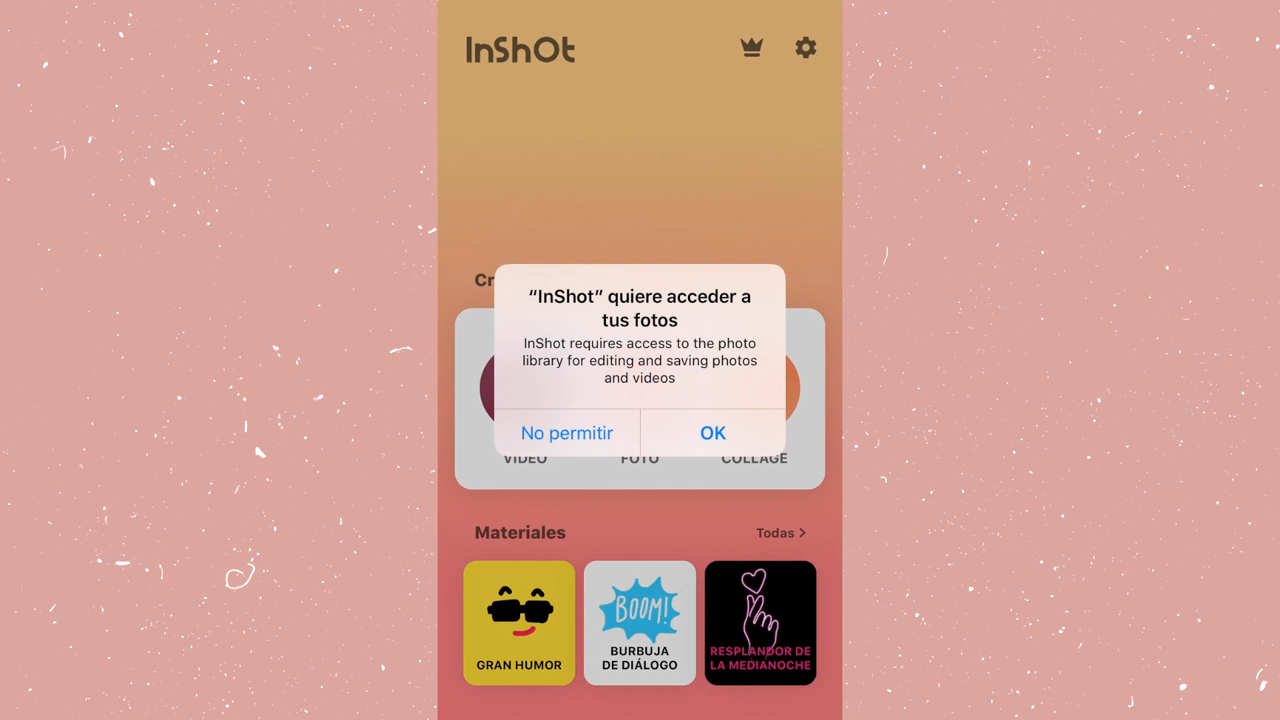 InShOt
Cr
“InShot” quiere acceder a
tus fotos
InShot requires access to the photo
library for editing and saving photos
and videos
No permitir
OK
VIDEO
FOTO
COLLAGE
Materiales
Todas >
BOOM!
GRAN HUMOR
BURBUJA
DE DIÁLOGO
RESPLANDOR DE
LA MEDIANOCHE